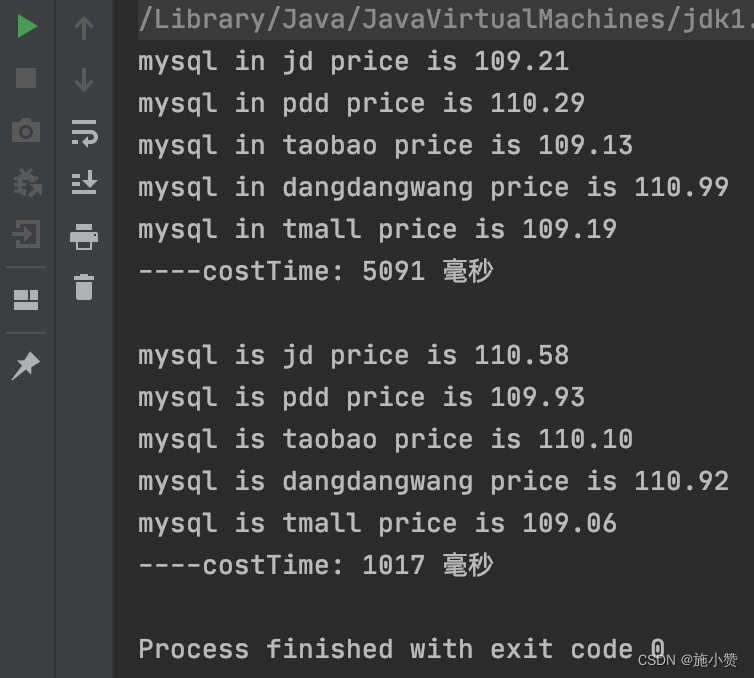 /Library/Java/JavaVirtualMachines/jdk1.
mysql in jd price is 109.21
mysql in pdd price is 110.29
mysql in taobao price is 109.13
mysql in dangdangwang price is 110.99
mysql in tmall price is 109.19
----costTime: 5091 毫秒
mysql is jd price is 110.58
mysql is pdd price is 109.93
mysql is taobao price is 110.10
mysql is dangdangwang price is 110.92
mysql is tmall price is 109.06
----costTime: 1017 毫秒
Process finished with exit code 0
CSDN @施小赞